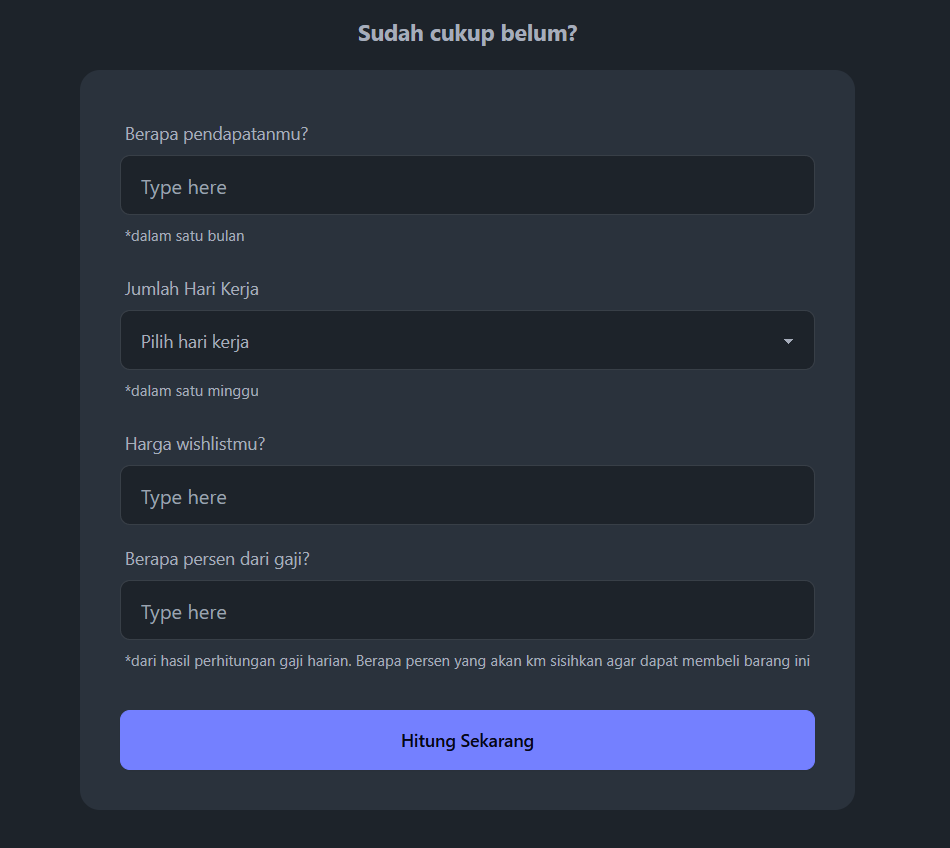 Sudah cukup belum?
Berapa pendapatanmu?
Type here
*dalam satu bulan
Jumlah Hari Kerja
Pilih hari kerja
*dalam satu minggu
Harga wishlistmu?
Type here
Berapa persen dari gaji?
Type here
*dari hasil perhitungan gaji harian. Berapa persen yang akan km sisihkan agar dapat membeli barang ini
Hitung Sekarang